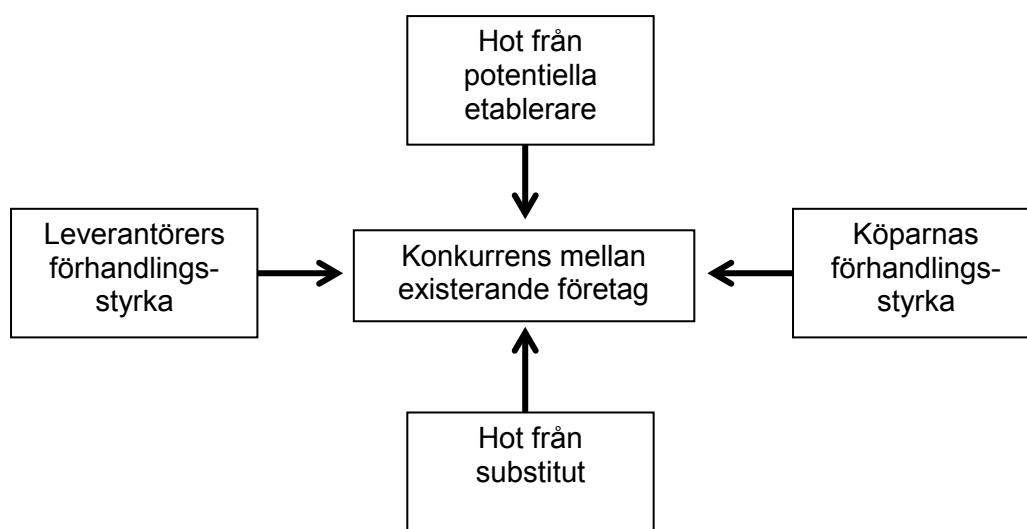 Hot från
potentiella
etablerare
Leverantörers
förhandlings-
styrka
Konkurrens mellan
existerande företag
Köparnas
förhandlings-
styrka
Hot från
substitut